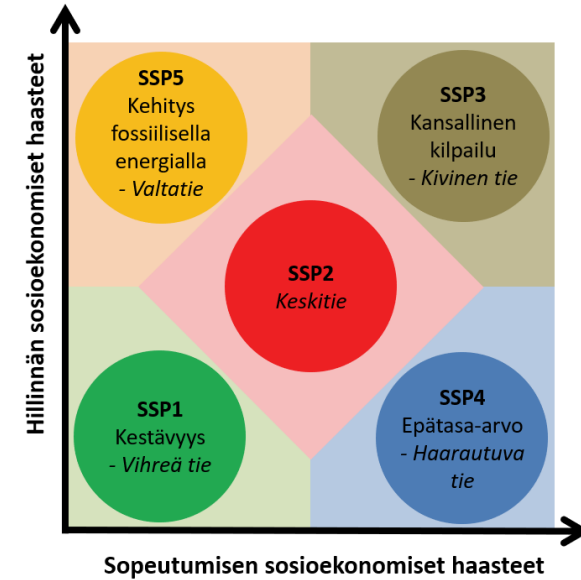 Hillinnän sosioekonomiset haasteet
SSP5
Kehitys
fossiilisella
energialla
- Valtatie
SSP3
Kansallinen
kilpailu
- Kivinen tie
SSP2
Keskitie
SSP1
Kestävyys
- Vihreä tie
SSP4
Epätasa-arvo
- Haarautuva
tie
Sopeutumisen sosioekonomiset haasteet